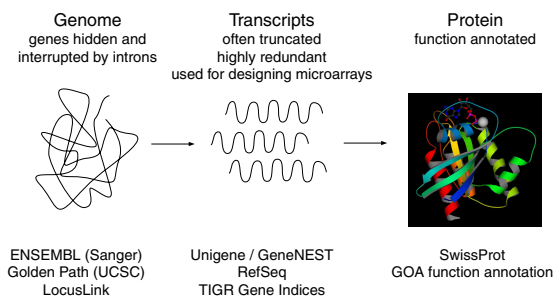 Genome
genes hidden and
interrupted by introns
Transcripts
often truncated
highly redundant
used for designing microarrays
Protein
function annotated
ENSEMBL (Sanger)
Golden Path (UCSC)
LocusLink
Unigene / GeneNEST
RefSeq
TIGR Gene Indices
SwissProt
GOA function annotation